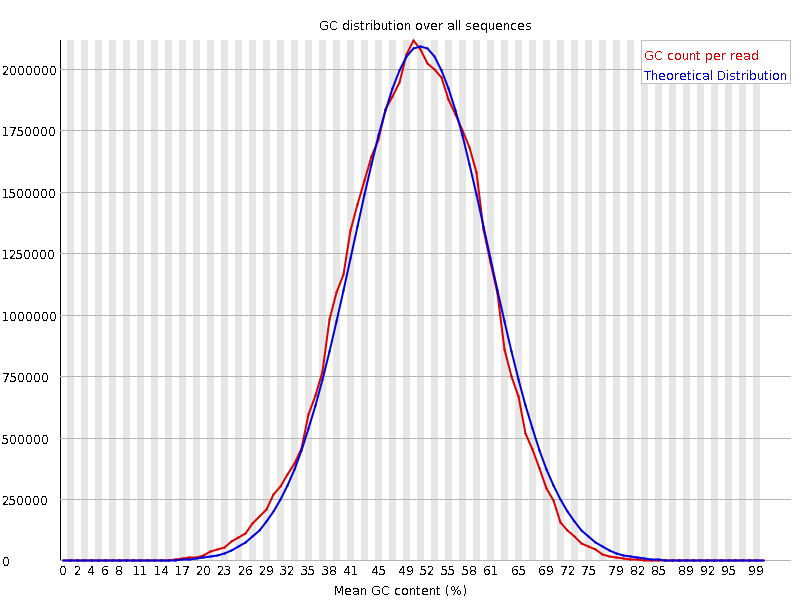 GC distribution over all sequences
GC count per read
Theoretical Distribution
2000000
1750000
1500000
1250000
1000000
750000
500000
250000
0
0 2 4 6 8 11 14 17 20 23 26 29 32 35 38 41 45 49 52 55 58 61 65 69 72 75 79 82 85 89 92 95 99
Mean GC content (%)